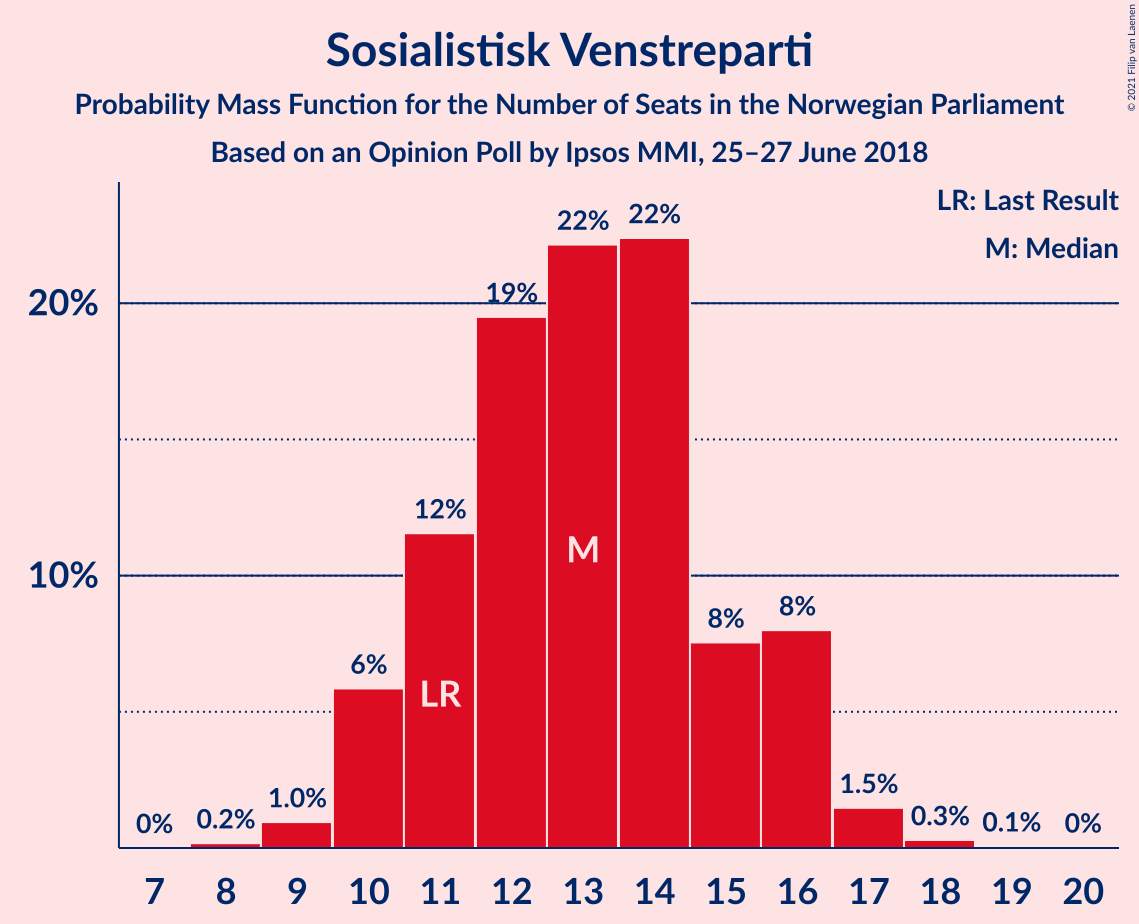 Sosialistisk Venstreparti
Probability Mass Function for the Number of Seats in the Norwegian Parliament
Based on an Opinion Poll by Ipsos MMI, 25–27 June 2018
© 2021 Filip van Laenen
LR: Last Result
M: Median
20%
10%
0%
0.2%
1.0%
6%
12%
19%
22%
22%
8%
8%
1.5%
0.3%
0.1%
0%
LR
M
7 8 9 10 11 12 13 14 15 16 17 18 19 20